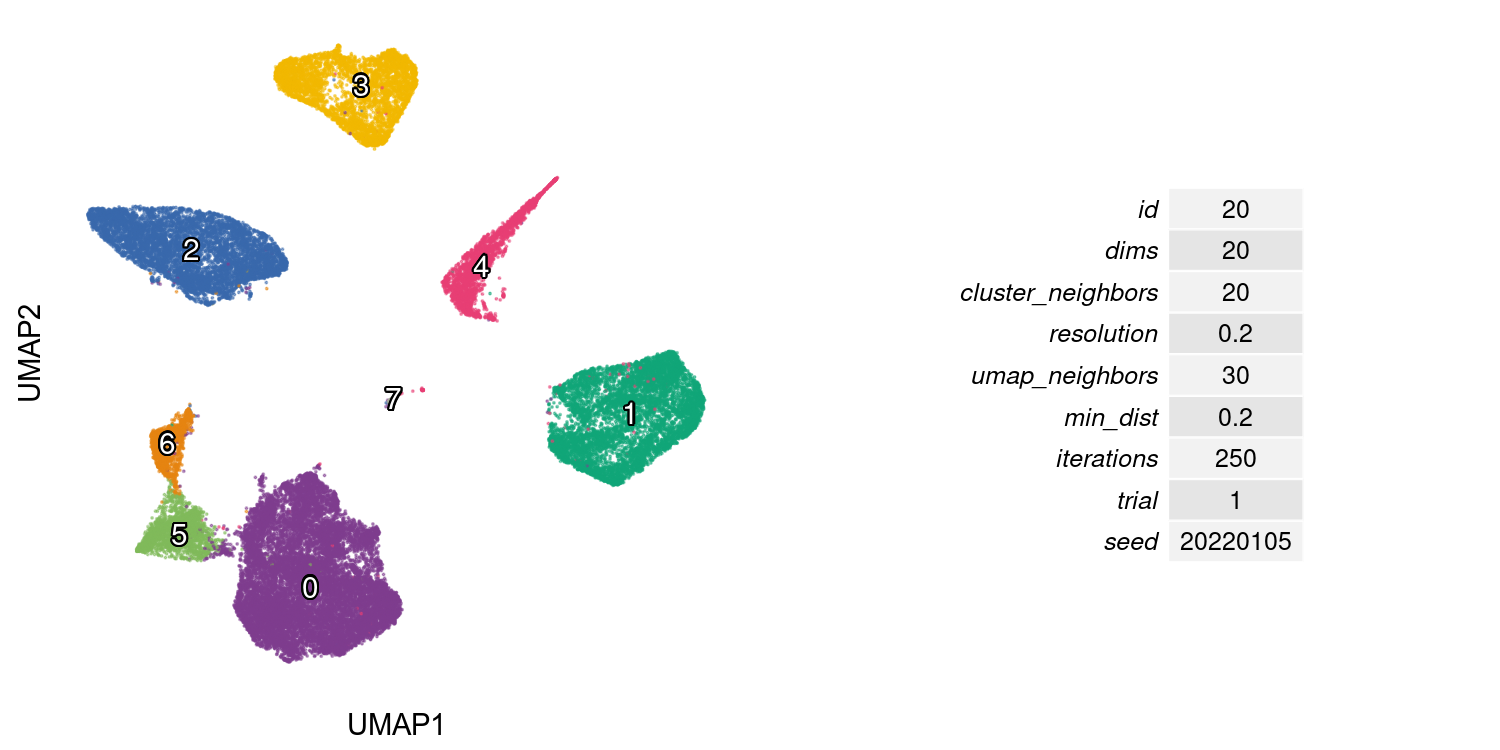 3
2
4
7
1
6
5
0
UMAP2
UMAP1
id 20
dims 20
cluster_neighbors 20
resolution 0.2
umap_neighbors 30
min_dist 0.2
iterations 250
trial 1
seed 20220105